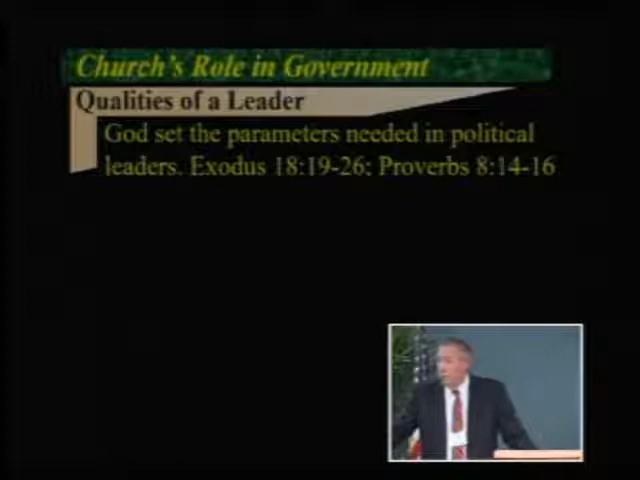 Church's Role in Government
Qualities of a Leader
God set the parameters needed in political
leaders. Exodus 18:19-26; Proverbs 8:14-16